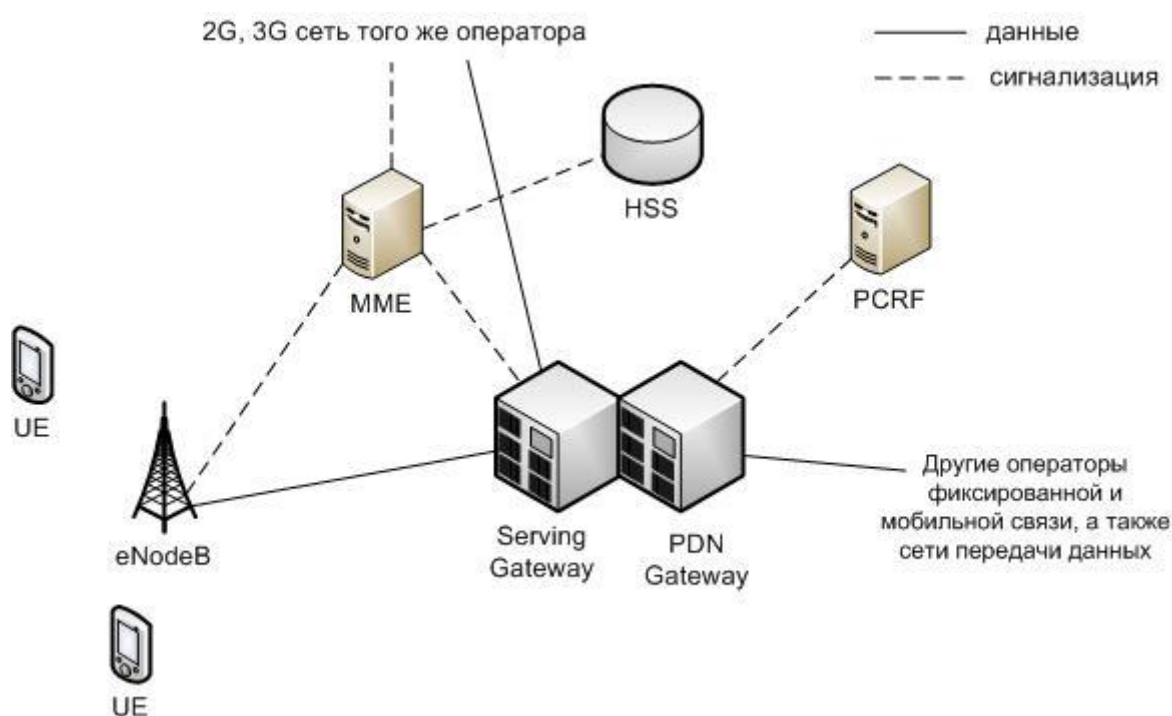 2G, 3G сеть того же оператора
данные
сигнализация
HSS
MME
PCRF
UE
eNodeB
Serving
Gateway
PDN
Gateway
Другие операторы
фиксированной и
мобильной связи, а также
сети передачи данных
UE